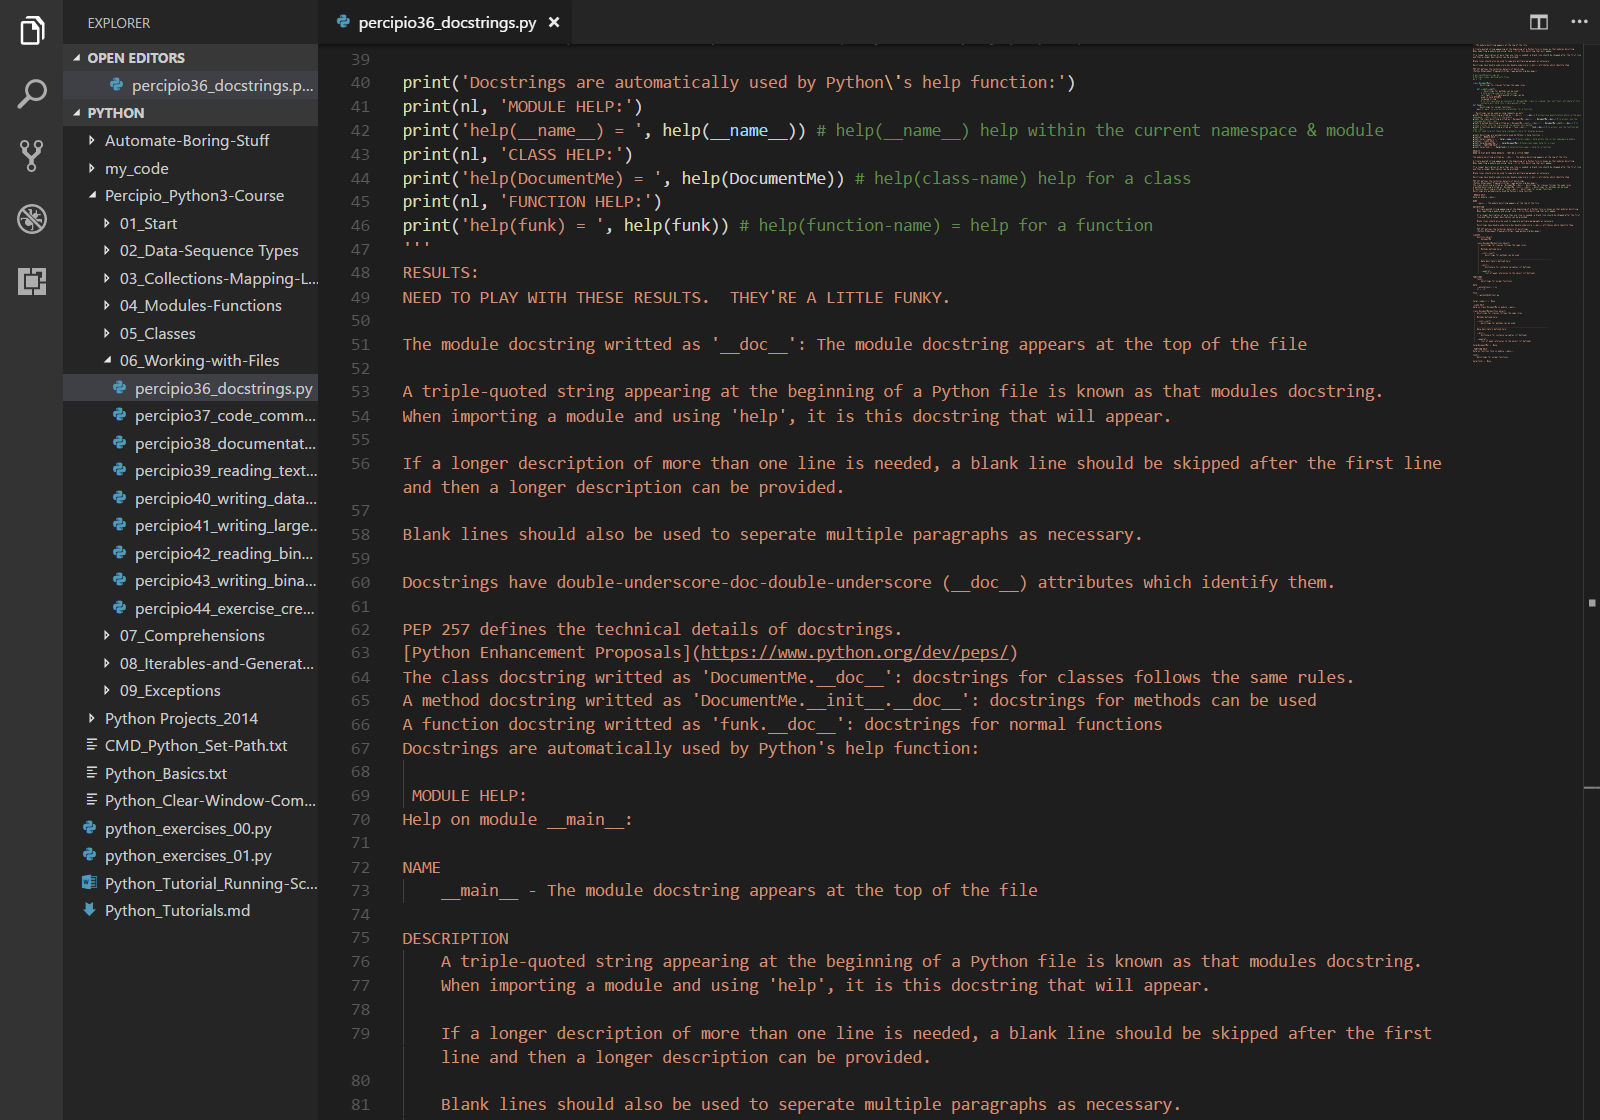 EXPLORER
OPEN EDITORS
percipio36_docstrings.p...
PYTHON
Automate-Boring-Stuff
my_code
Percipio_Python3-Course
01_Start
02_Data-Sequence Types
03_Collections-Mapping-L...
04_Modules-Functions
05_Classes
06_Working-with-Files
percipio36_docstrings.py
percipio37_code_comm...
percipio38_documentat...
percipio39_reading_text...
percipio40_writing_data...
percipio41_writing_large...
percipio42_reading_bin...
percipio43_writing_bina...
percipio44_exercise_cre...
07_Comprehensions
08_Iterables-and-Generat...
09_Exceptions
Python Projects_2014
CMD_Python_Set-Path.txt
Python_Basics.txt
Python_Clear-Window-Com...
python_exercises_00.py
python_exercises_01.py
Python_Tutorial_Running-Sc...
Python_Tutorials.md
percipio36_docstrings.py
39
40 print('Docstrings are automatically used by Python\'s help function:')
41 print(nl, 'MODULE HELP:')
42 print('help(__name__) = ', help(__name__)) # help(__name__) help within the current namespace & module
43 print(nl, 'CLASS HELP:')
44 print('help(DocumentMe) = ', help(DocumentMe)) # help(class-name) help for a class
45 print(nl, 'FUNCTION HELP:')
46 print('help(funk) = ', help(funk)) # help(function-name) = help for a function
47 '''
48 RESULTS:
49 NEED TO PLAY WITH THESE RESULTS.  THEY'RE A LITTLE FUNKY.
50
51 The module docstring writted as '__doc__': The module docstring appears at the top of the file
52
53 A triple-quoted string appearing at the beginning of a Python file is known as that modules docstring.
54 When importing a module and using 'help', it is this docstring that will appear.
55
56 If a longer description of more than one line is needed, a blank line should be skipped after the first line
and then a longer description can be provided.
57
58 Blank lines should also be used to seperate multiple paragraphs as necessary.
59
60 Docstrings have double-underscore-doc-double-underscore (__doc__) attributes which identify them.
61
62 PEP 257 defines the technical details of docstrings.
63 [Python Enhancement Proposals](https://www.python.org/dev/peps/)
64 The class docstring writted as 'DocumentMe.__doc__': docstrings for classes follows the same rules.
65 A method docstring writted as 'DocumentMe.__init__.__doc__': docstrings for methods can be used
66 A function docstring writted as 'funk.__doc__': docstrings for normal functions
67 Docstrings are automatically used by Python's help function:
68
69 MODULE HELP:
70 Help on module __main__:
71
72 NAME
73 __main__ - The module docstring appears at the top of the file
74
75 DESCRIPTION
76 A triple-quoted string appearing at the beginning of a Python file is known as that modules docstring.
77 When importing a module and using 'help', it is this docstring that will appear.
78
79 If a longer description of more than one line is needed, a blank line should be skipped after the first
line and then a longer description can be provided.
80
81 Blank lines should also be used to seperate multiple paragraphs as necessary.